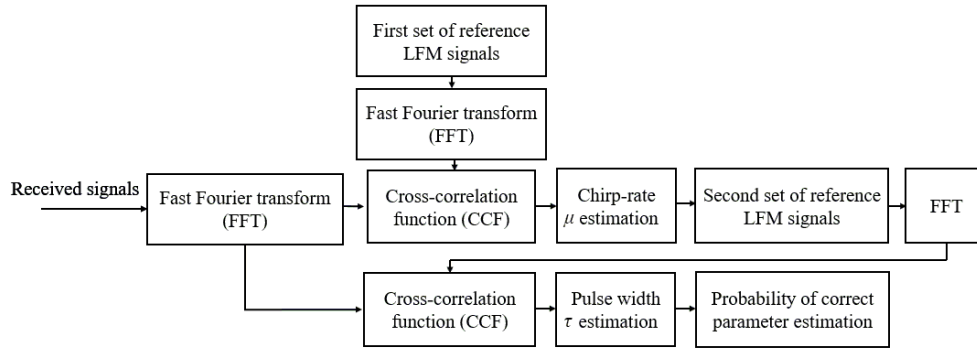 First set of reference
LFM signals
Fast Fourier transform
(FFT)
Received signals
Fast Fourier transform
(FFT)
Cross-correlation
function (CCF)
Chirp-rate
μ estimation
Second set of reference
LFM signals
FFT
Cross-correlation
function (CCF)
Pulse width
τ estimation
Probability of correct
parameter estimation